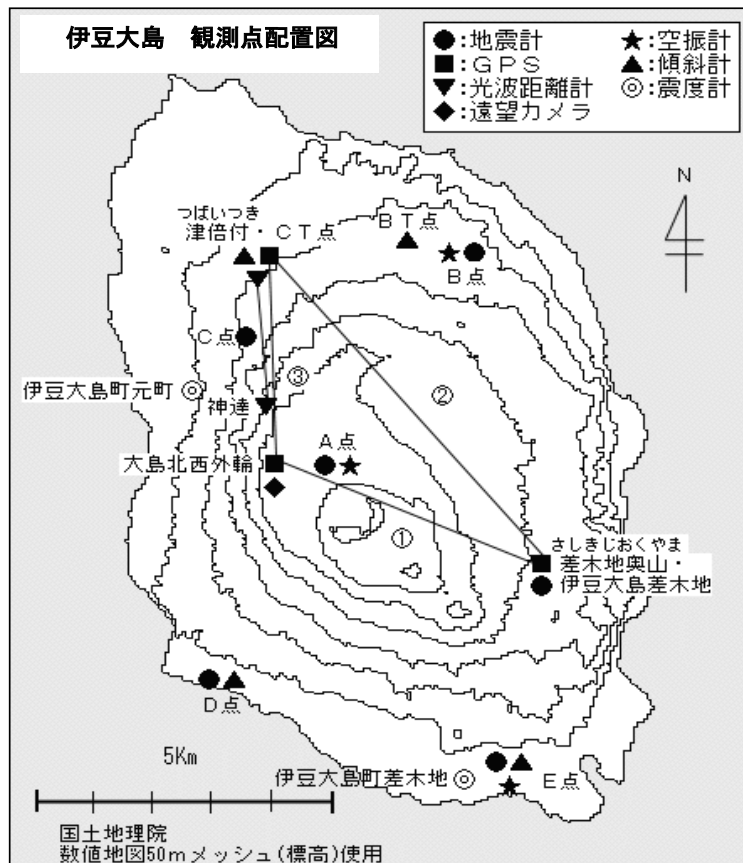 伊豆大島 観測点配置図
●:地震計 ★:空振計
■:GPS ▲:傾斜計
▼:光波距離計 ◎:震度計
◆:遠望カメラ
N
つばいつき
津倍付・CT点
BT点
B点
C点
③
②
伊豆大島町元町
神達
A点
大島北西外輪
①
さしきじおくやま
差木地奥山・
伊豆大島差木地
D点
5Km
伊豆大島町差木地
E点
国土地理院
数値地図50mメッシュ(標高)使用